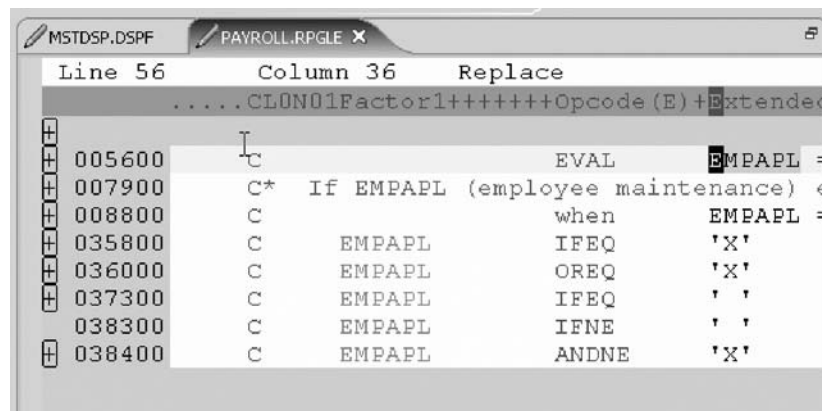 MSTDSP.DSPF PAYROLL.RPGLE
Line 56 Column 36 Replace
.....CL0N01Factor1+++++++Opcode(E)+Extended
005600 C EVAL EMPAPL =
007900 C* If EMPAPL (employee maintenance) e
008800 C when EMPAPL =
035800 C EMPAPL IFEQ 'X'
036000 C EMPAPL OREQ 'X'
037300 C EMPAPL IFEQ ' '
038300 C EMPAPL IFNE ' '
038400 C EMPAPL ANDNE 'X'